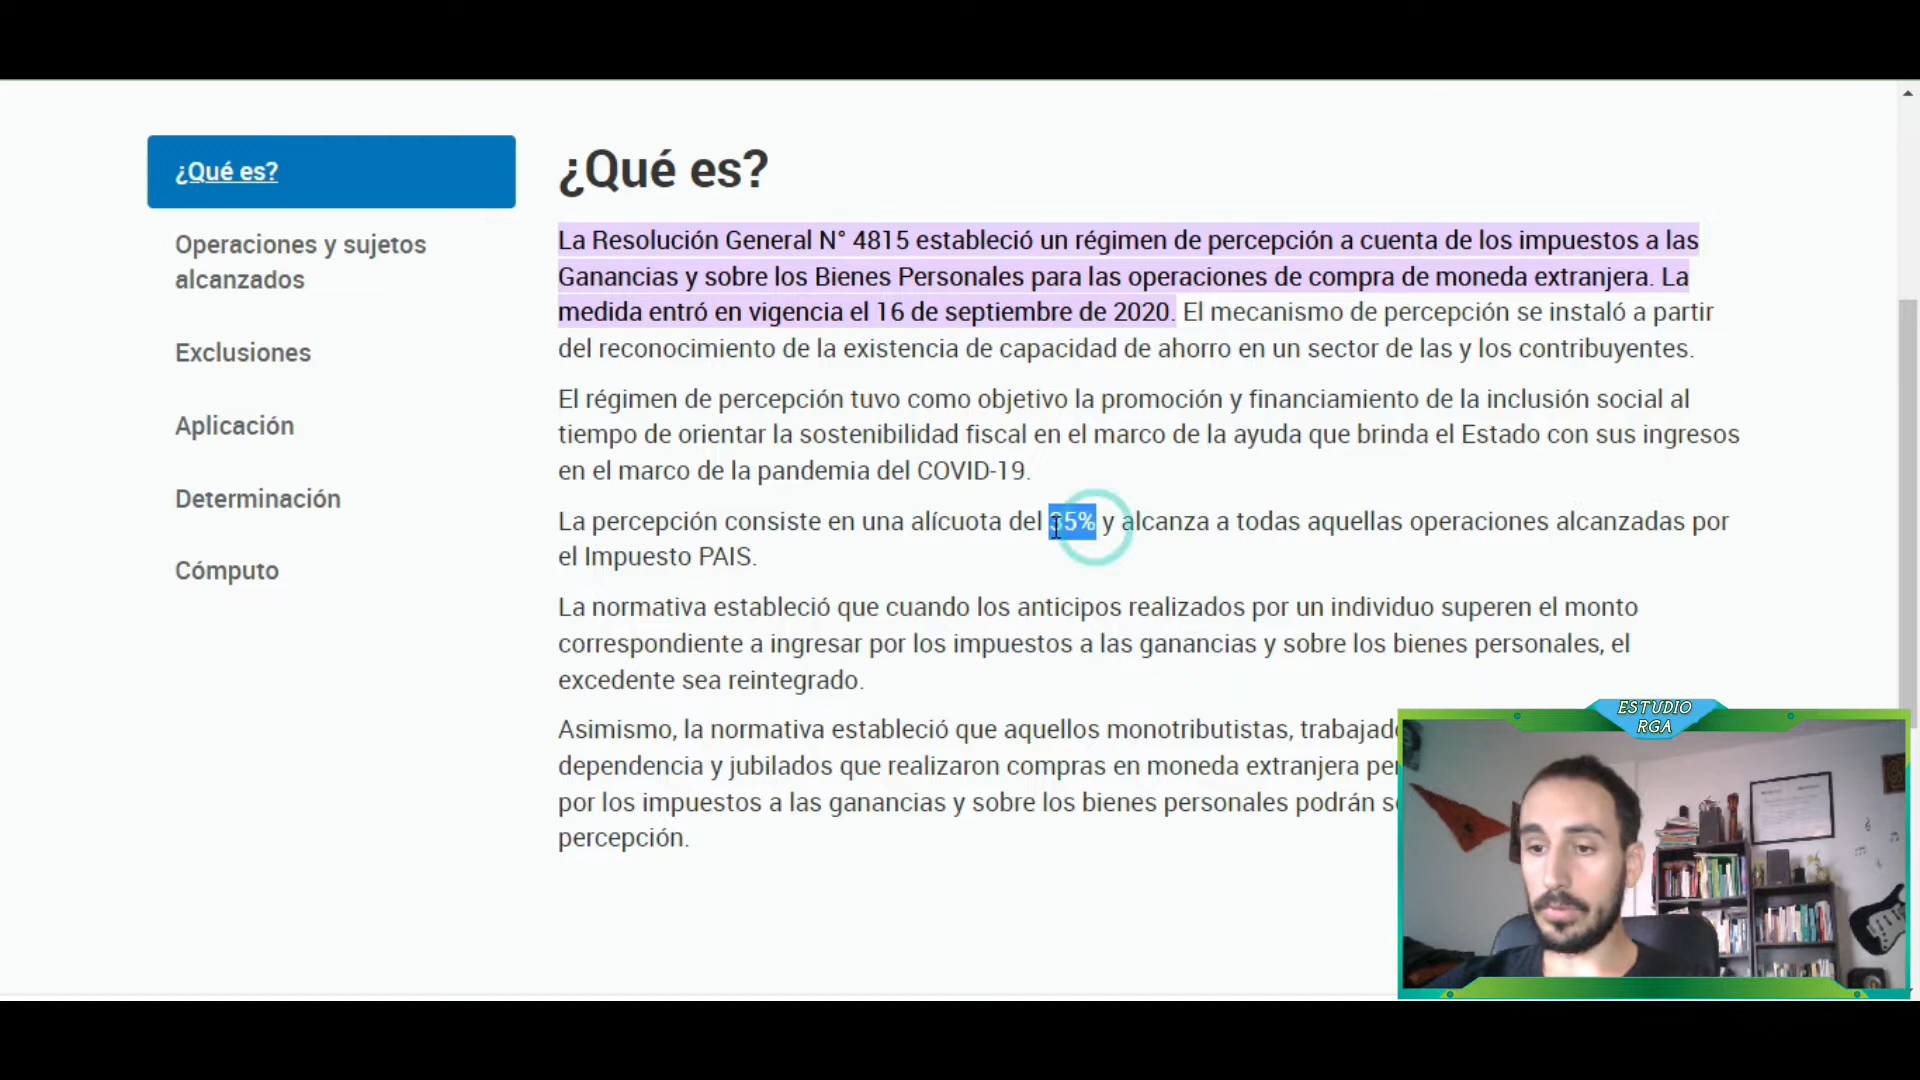 ¿Qué es?
Operaciones y sujetos
alcanzados
Exclusiones
Aplicación
Determinación
Cómputo
¿Qué es?
La Resolución General N° 4815 estableció un régimen de percepción a cuenta de los impuestos a las
Ganancias y sobre los Bienes Personales para las operaciones de compra de moneda extranjera. La
medida entró en vigencia el 16 de septiembre de 2020. El mecanismo de percepción se instaló a partir
del reconocimiento de la existencia de capacidad de ahorro en un sector de las y los contribuyentes.
El régimen de percepción tuvo como objetivo la promoción y financiamiento de la inclusión social al
tiempo de orientar la sostenibilidad fiscal en el marco de la ayuda que brinda el Estado con sus ingresos
en el marco de la pandemia del COVID-19.
La percepción consiste en una alícuota del 35% y alcanza a todas aquellas operaciones alcanzadas por
el Impuesto PAIS.
La normativa estableció que cuando los anticipos realizados por un individuo superen el monto
correspondiente a ingresar por los impuestos a las ganancias y sobre los bienes personales, el
excedente sea reintegrado.
Asimismo, la normativa estableció que aquellos monotributistas,
dependencia y jubilados que realizaron compras en moneda extranjera
por los impuestos a las ganancias y sobre los bienes personales podrán
percepción.
ESTUDIO
RGA